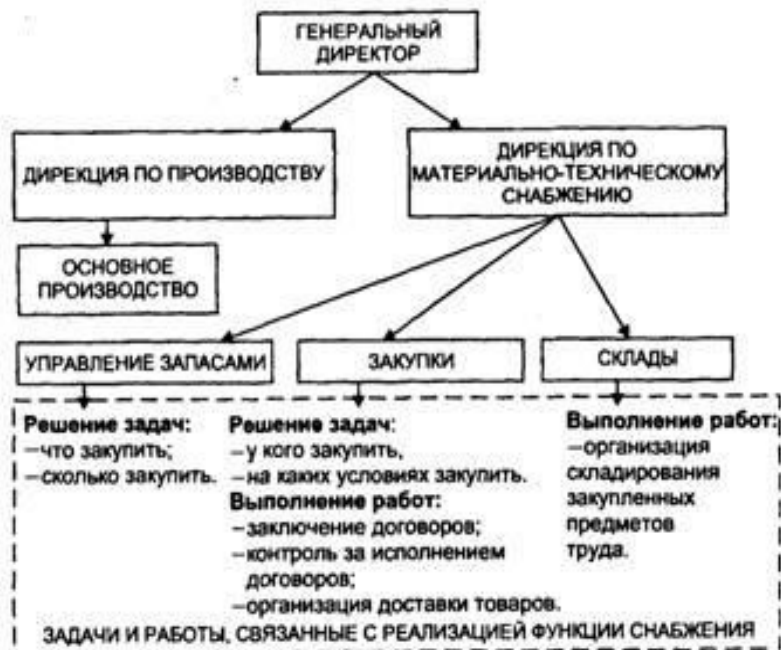 ГЕНЕРАЛЬНЫЙ
ДИРЕКТОР
ДИРЕКЦИЯ ПО ПРОИЗВОДСТВУ
ДИРЕКЦИЯ ПО
МАТЕРИАЛЬНО-ТЕХНИЧЕСКОМУ
СНАБЖЕНИЮ
ОСНОВНОЕ
ПРОИЗВОДСТВО
УПРАВЛЕНИЕ ЗАПАСАМИ
ЗАКУПКИ
СКЛАДЫ
Решение задач:
–что закупить;
–сколько закупить.
Решение задач:
–у кого закупить,
–на каких условиях закупить.
Выполнение работ:
–заключение договоров;
–контроль за исполнением
договоров;
–организация доставки товаров.
Выполнение работ:
–организация
складирования
закупленных
предметов
труда.
ЗАДАЧИ И РАБОТЫ, СВЯЗАННЫЕ С РЕАЛИЗАЦИЕЙ ФУНКЦИИ СНАБЖЕНИЯ